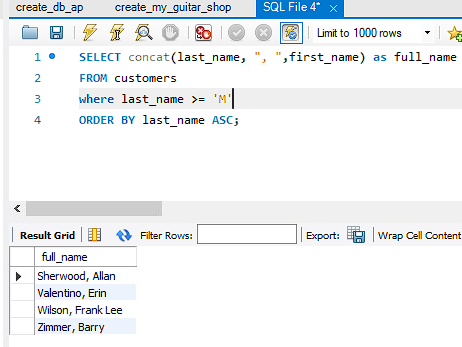 create_db_ap create_my_guitar_shop SQL File 4* ×
Limit to 1000 rows
1 SELECT concat(last_name, ", ",first_name) as full_name
2 FROM customers
3 where last_name >= 'M'
4 ORDER BY last_name ASC;
Result Grid Filter Rows: Export: Wrap Cell Content
full_name
Sherwood, Allan
Valentino, Erin
Wilson, Frank Lee
Zimmer, Barry